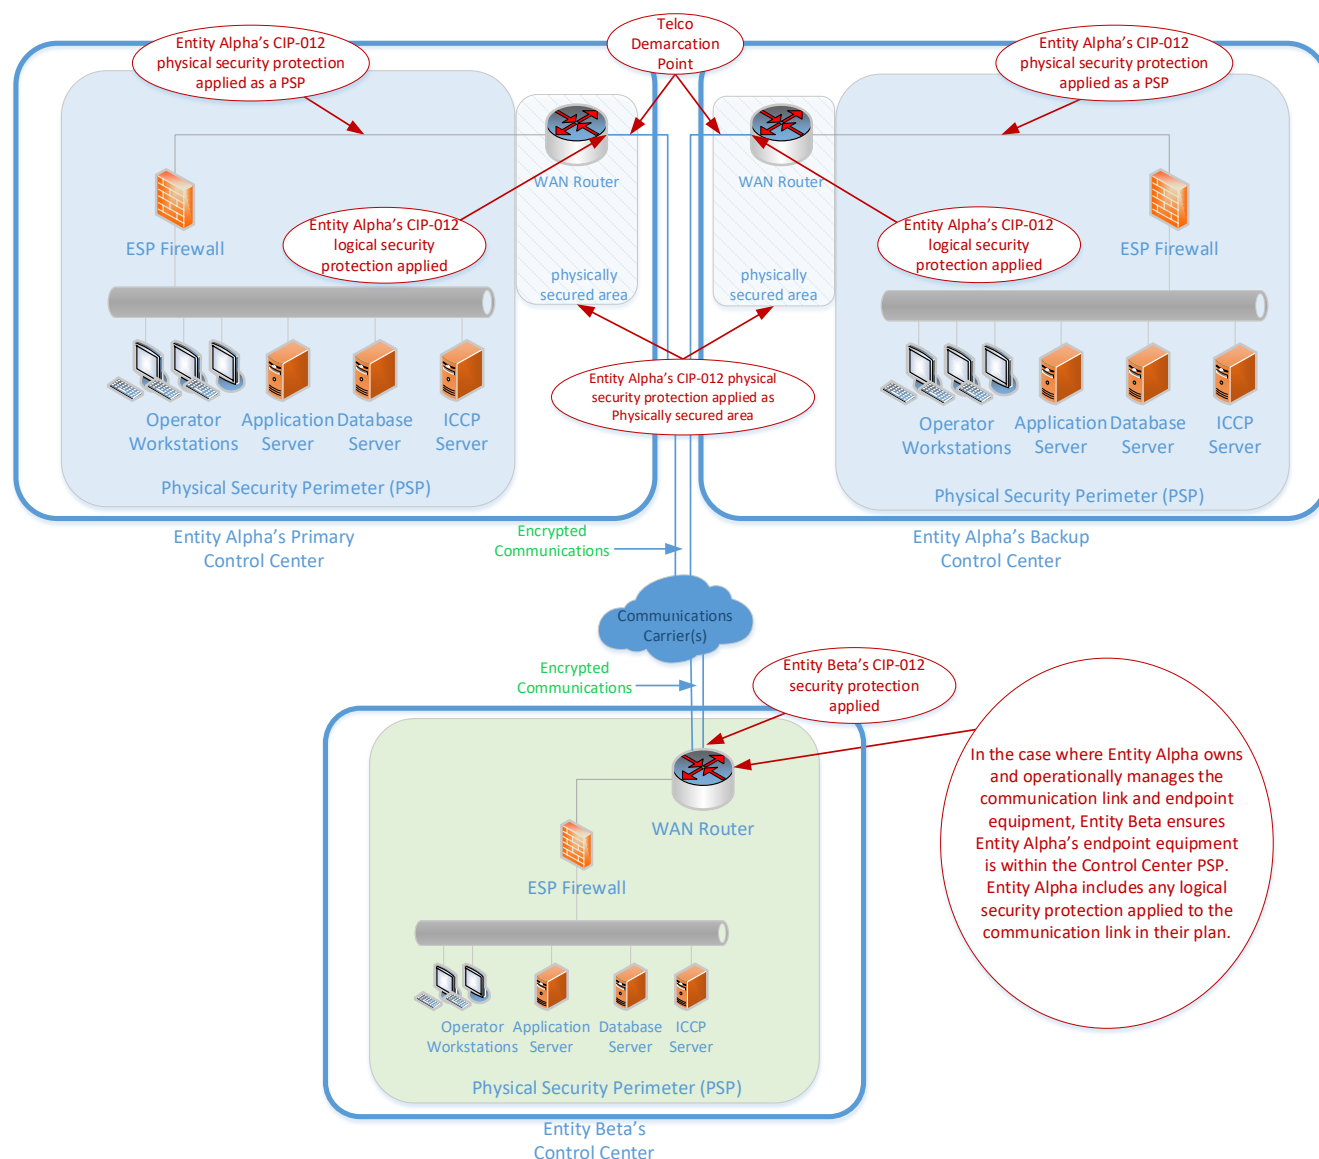 Telco
Demarcation
Point
Entity Alpha's CIP-012
physical security protection
applied as a PSP
Entity Alpha's CIP-012
physical security protection
applied as a PSP
WAN Router
WAN Router
ESP Firewall
Entity Alpha's CIP-012
logical security
protection applied
Entity Alpha's CIP-012
logical security
protection applied
ESP Firewall
physically
secured area
physically
secured area
Entity Alpha's CIP-012 physical
security protection applied as
Physically secured area
Operator
Workstations
Application
Server
Database
Server
ICCP
Server
Physical Security Perimeter (PSP)
Operator
Workstations
Application
Server
Database
Server
ICCP
Server
Physical Security Perimeter (PSP)
Entity Alpha's Primary
Control Center
Entity Alpha's Backup
Control Center
Encrypted
Communications
Communications
Carrier(s)
Encrypted
Communications
Entity Beta's CIP-012
security protection
applied
In the case where Entity Alpha owns
and operationally manages the
communication link and endpoint
equipment, Entity Beta ensures
Entity Alpha's endpoint equipment
is within the Control Center PSP.
Entity Alpha includes any logical
security protection applied to the
communication link in their plan.
WAN Router
ESP Firewall
Operator
Workstations
Application
Server
Database
Server
ICCP
Server
Physical Security Perimeter (PSP)
Entity Beta's
Control Center